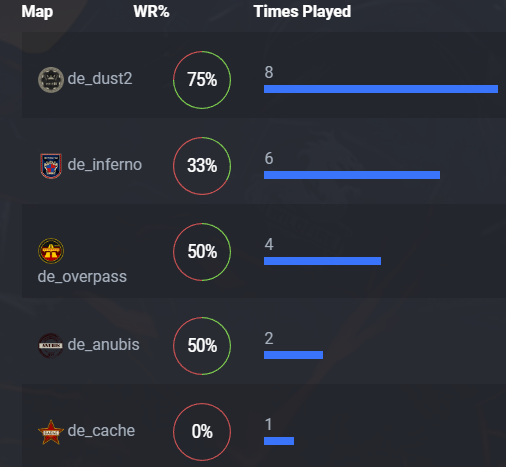 Map WR% Times Played
de_dust2 75% 8
de_inferno 33% 6
de_overpass 50% 4
de_anubis 50% 2
de_cache 0% 1